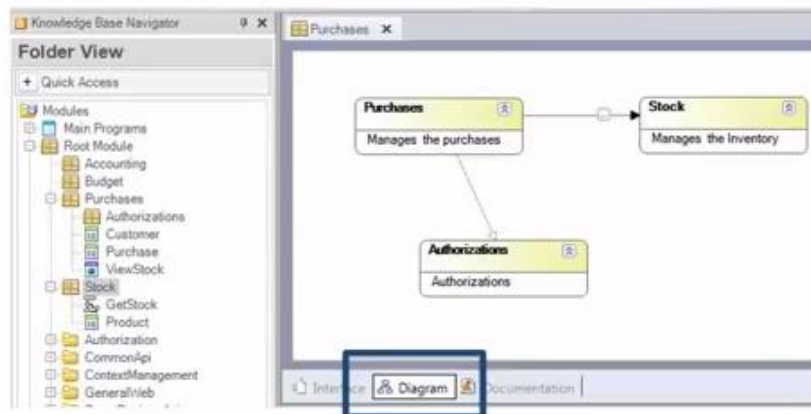 Knowledge Base Navigator
Folder View
+ Quick Access
Modules
Main Programs
Root Module
Accounting
Budget
Purchases
Authorizations
Customer
Purchase
ViewStock
Stock
GetStock
Product
Authorization
CommonApi
ContextManagement
GeneralWeb
Purchases
Purchases
Manages the purchases
Stock
Manages the Inventory
Authorizations
Authorizations
Interface
Diagram
Documentation